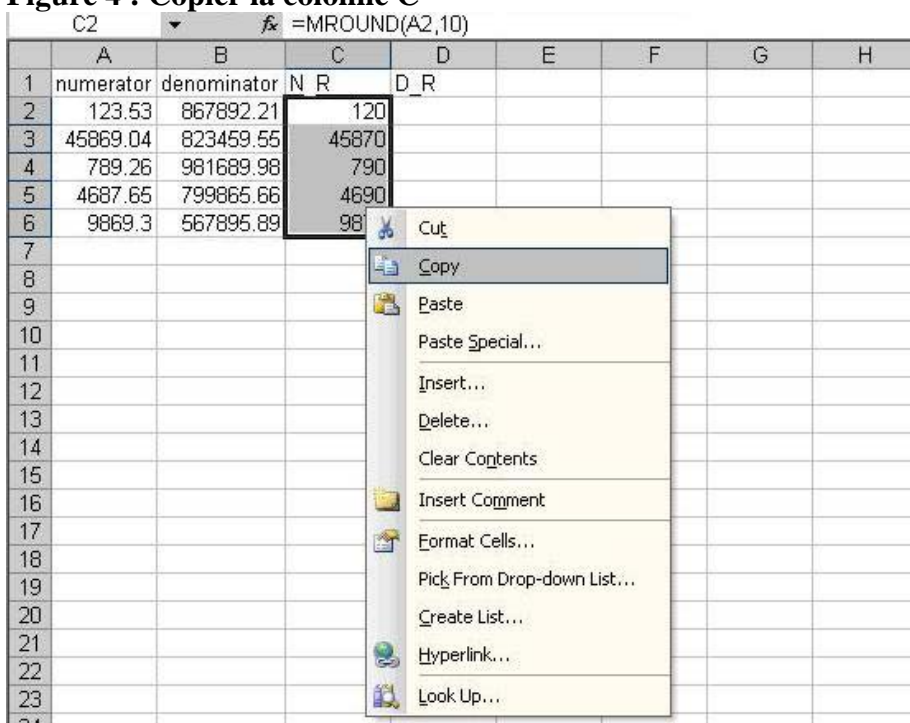 Figure 4 : Copier la colonne C
C2 fx =MROUND(A2,10)
A B C D E F G H
1 numerator denominator N_R D_R
2 123.53 867892.21 120
3 45869.04 823459.55 45870
4 789.26 981689.98 790
5 4687.65 799865.66 4690
6 9869.3 567895.89
7
8
9
10
11
12
13
14
15
16
17
18
19
20
21
22
23
Cut
Copy
Paste
Paste Special...
Insert...
Delete...
Clear Contents
Insert Comment
Format Cells...
Pick From Drop-down List...
Create List...
Hyperlink...
Look Up...